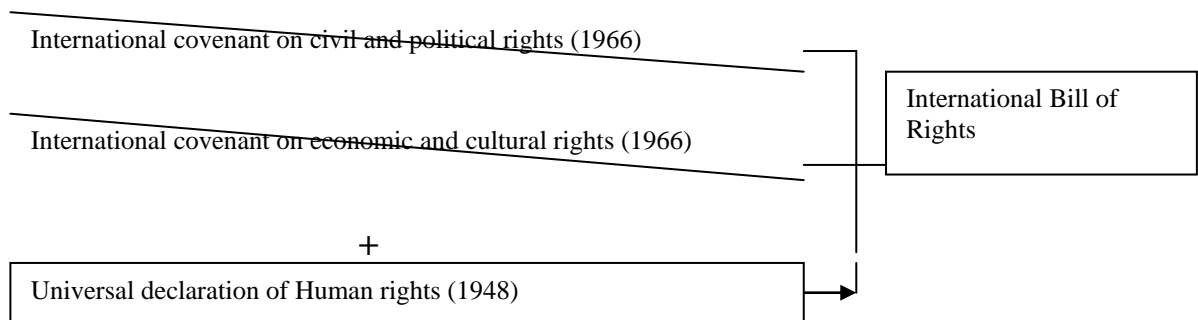 International covenant on civil and political rights (1966)
International Bill of
Rights
International covenant on economic and cultural rights (1966)
+
Universal declaration of Human rights (1948)